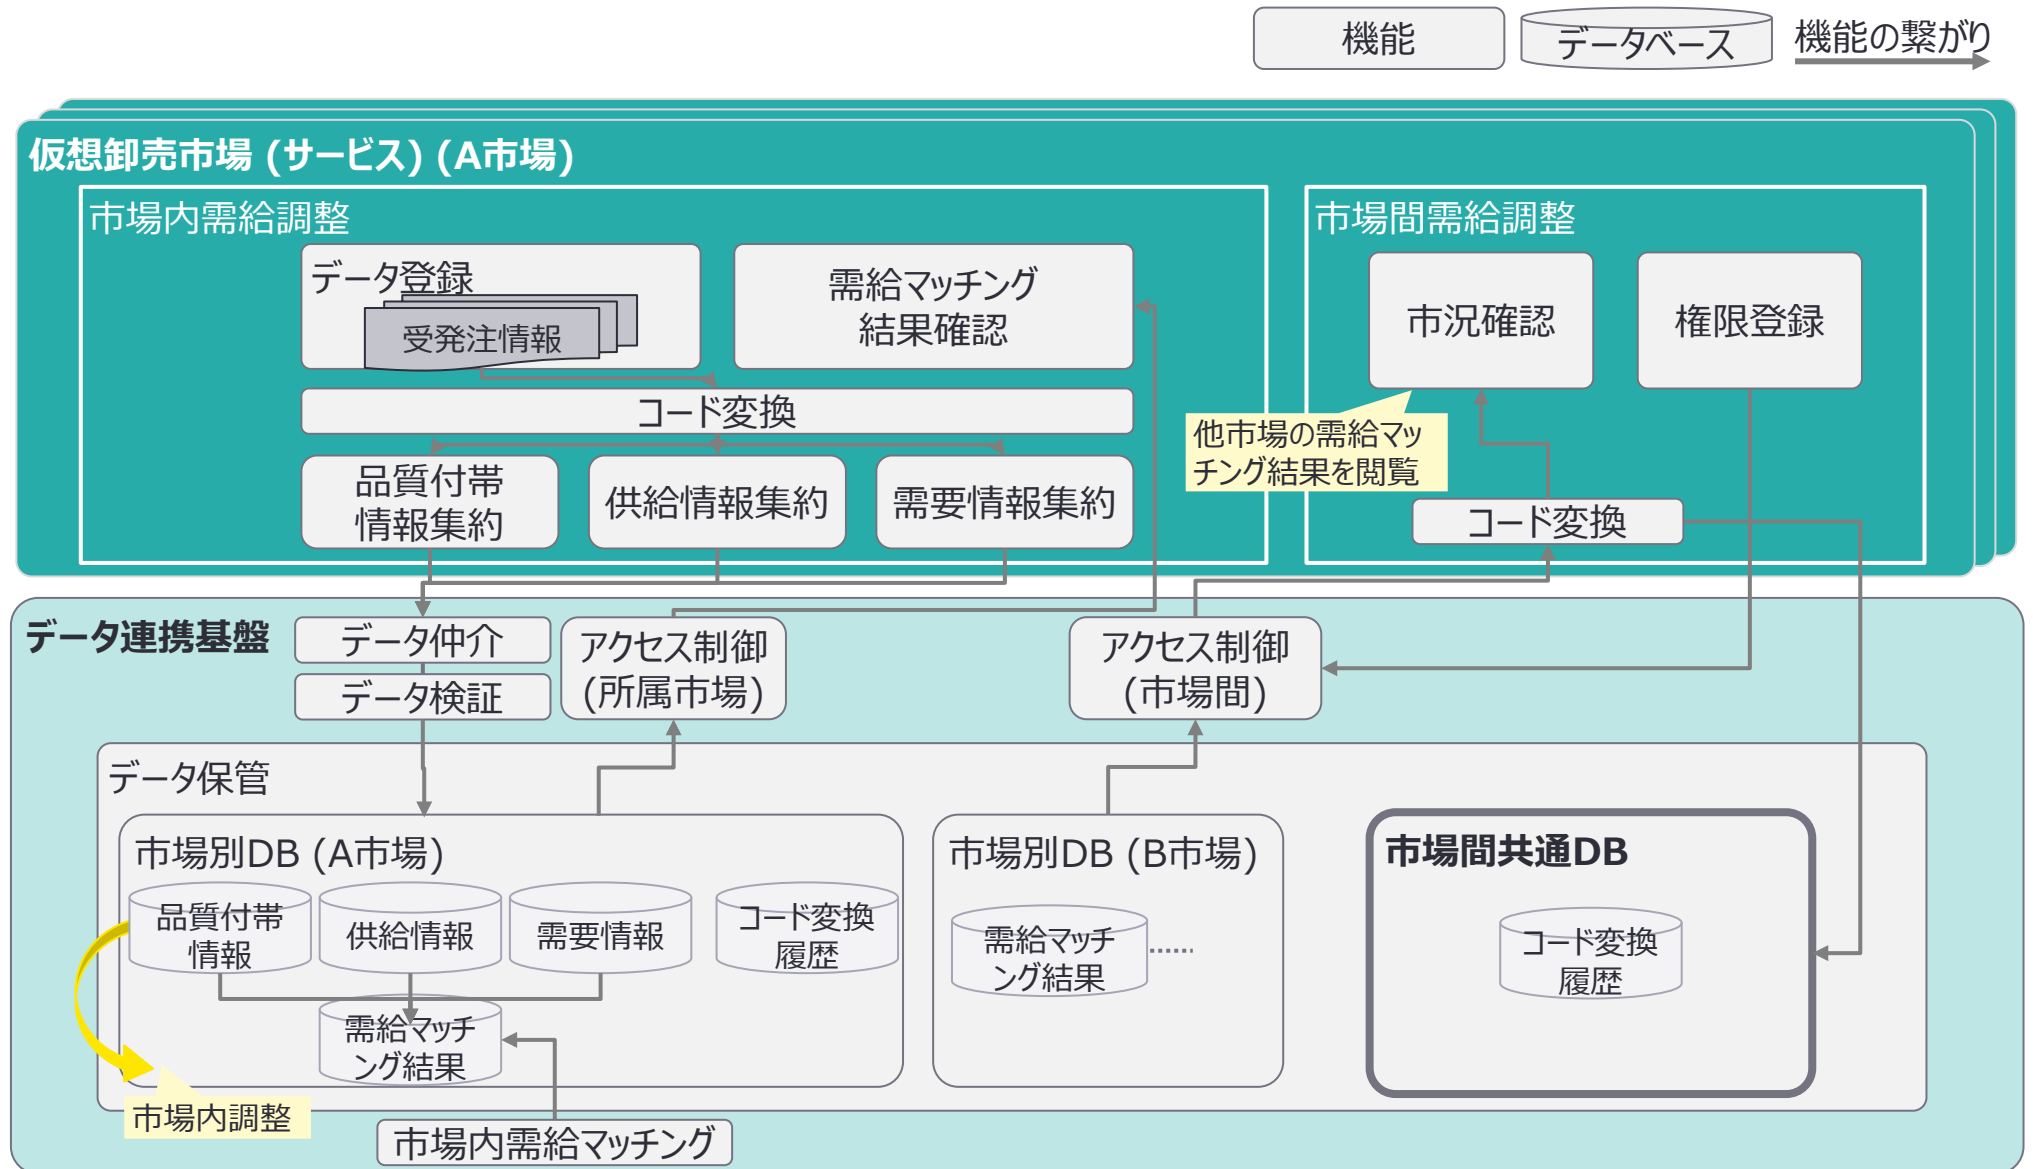 機能
データベース
機能の繋がり
仮想卸売市場 (サービス) (A市場)
市場内需給調整
データ登録
受発注情報
需給マッチング
結果確認
コード変換
品質付帯
情報集約
供給情報集約
需要情報集約
市場間需給調整
市況確認
権限登録
他市場の需給マッ
チング結果を閲覧
コード変換
データ連携基盤
データ仲介
データ検証
アクセス制御
(所属市場)
アクセス制御
(市場間)
データ保管
市場別DB (A市場)
品質付帯
情報
供給情報
需要情報
コード変換
履歴
需給マッチ
ング結果
市場別DB (B市場)
需給マッチ
ング結果
市場間共通DB
コード変換
履歴
市場内調整
市場内需給マッチング